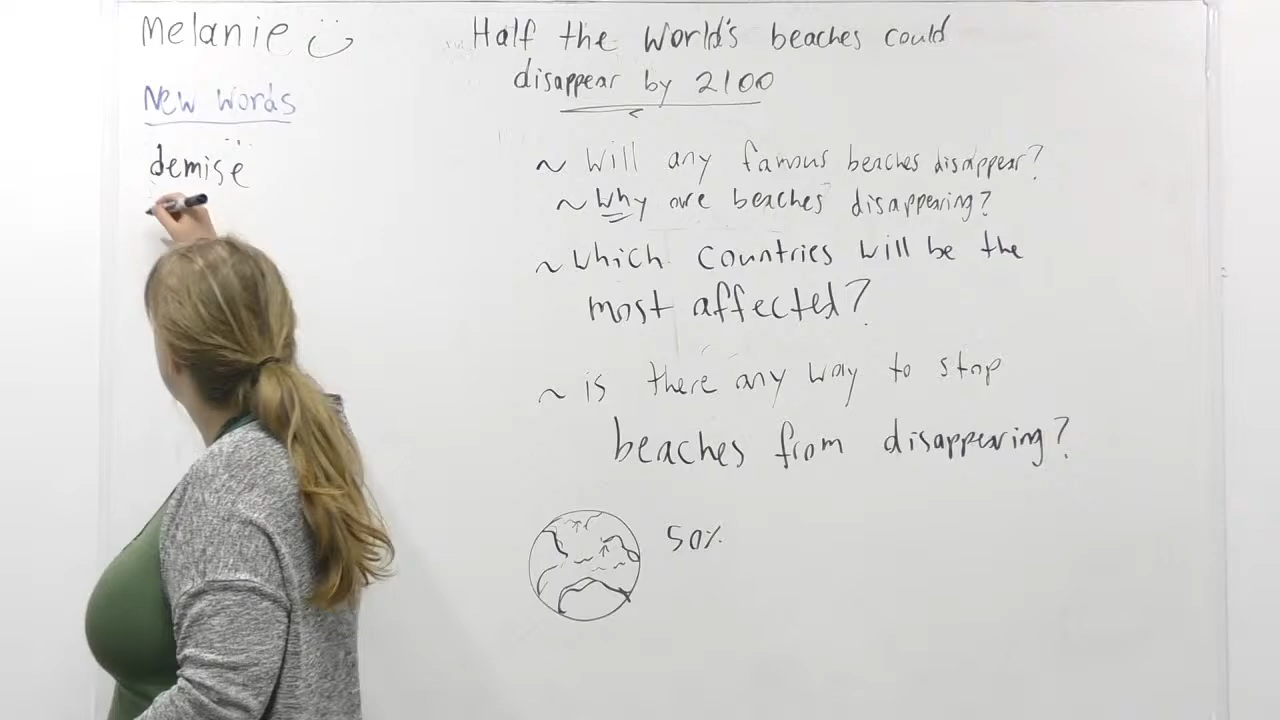 Melanie
New words
demise
Half the World's beaches could
disappear by 2100
~ Will any famous beaches disappear?
~ Why are beaches disappearing?
~ which countries will be the
most affected?
~ is there any way to stop
beaches from disappearing?
50%